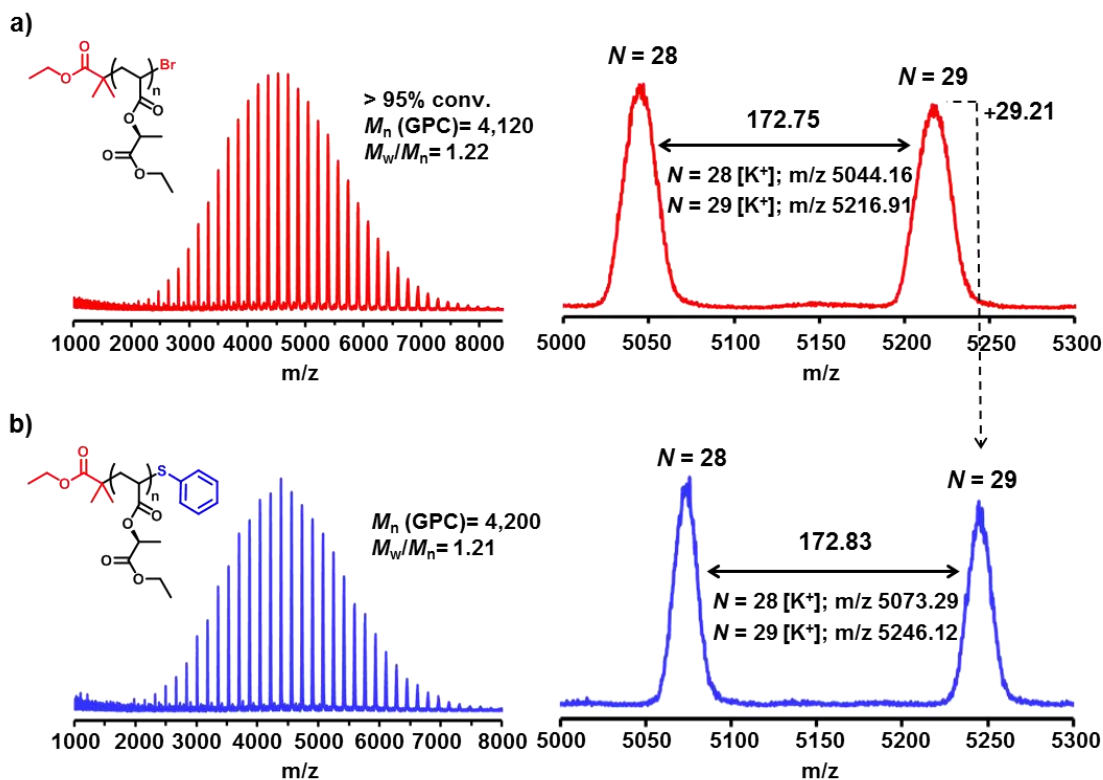 a)
O
O
Br
n
O
O
O
O
> 95% conv.
Mn (GPC)= 4,120
Mw/Mn= 1.22
1000 2000 3000 4000 5000 6000 7000 8000
m/z
N = 28
N = 29
172.75
+29.21
N = 28 [K+]; m/z 5044.16
N = 29 [K+]; m/z 5216.91
5000 5050 5100 5150 5200 5250 5300
m/z
b)
O
O
S
n
O
O
O
O
Mn (GPC)= 4,200
Mw/Mn= 1.21
1000 2000 3000 4000 5000 6000 7000 8000
m/z
N = 28
N = 29
172.83
N = 28 [K+]; m/z 5073.29
N = 29 [K+]; m/z 5246.12
5000 5050 5100 5150 5200 5250 5300
m/z